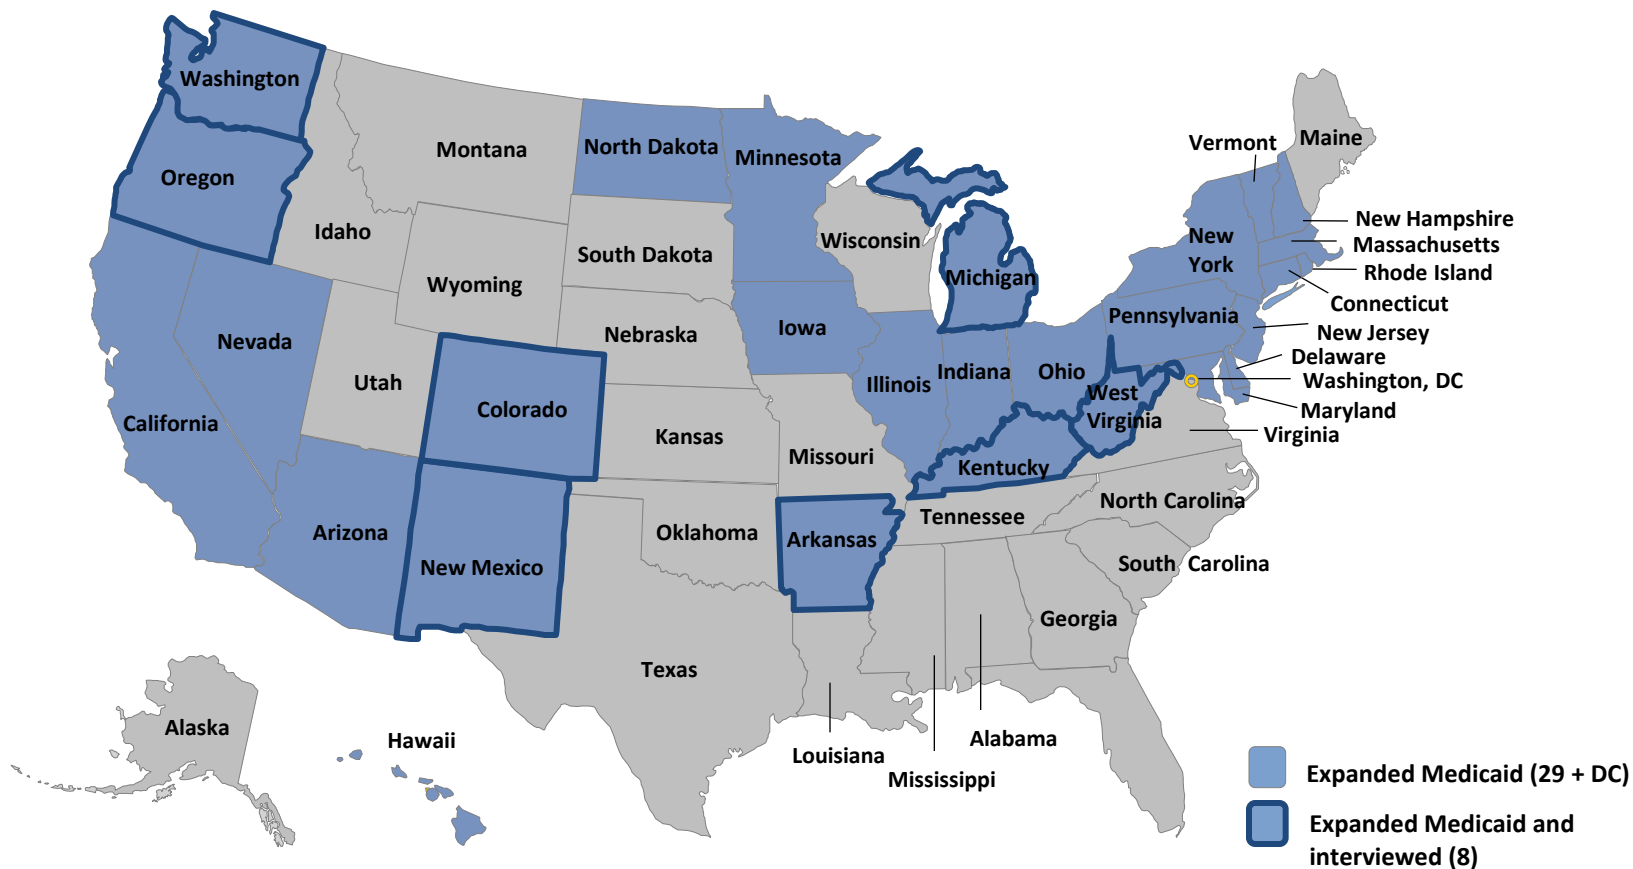 Washington
Oregon
Montana
North Dakota
Minnesota
Vermont
Maine
Idaho
Wyoming
South Dakota
Wisconsin
Michigan
New
York
New Hampshire
Massachusetts
Rhode Island
Connecticut
Nevada
Utah
Nebraska
Iowa
Illinois
Indiana
Ohio
Pennsylvania
New Jersey
Delaware
Washington, DC
Maryland
Virginia
West
Virginia
California
Colorado
Kansas
Missouri
Kentucky
Arizona
New Mexico
Oklahoma
Arkansas
Tennessee
North Carolina
South Carolina
Texas
Georgia
Alaska
Hawaii
Louisiana
Mississippi
Alabama
Expanded Medicaid (29 + DC)
Expanded Medicaid and
interviewed (8)